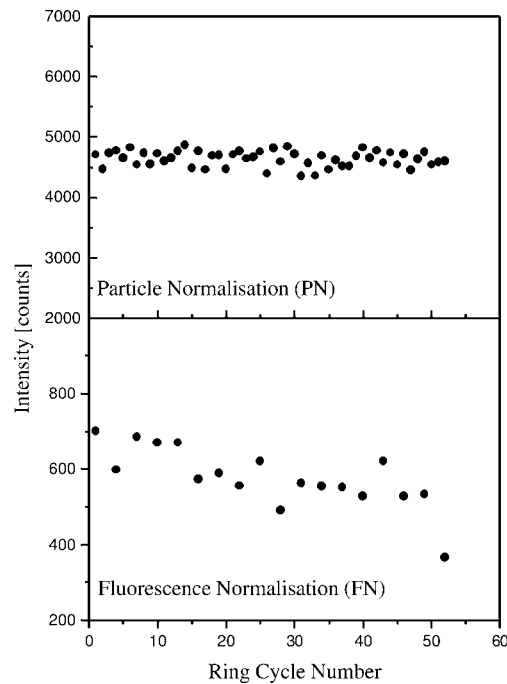 7000
6000
5000
4000
3000
Particle Normalisation (PN)
2000
Intensity [counts]
800
600
400
Fluorescence Normalisation (FN)
200
0 10 20 30 40 50 60
Ring Cycle Number